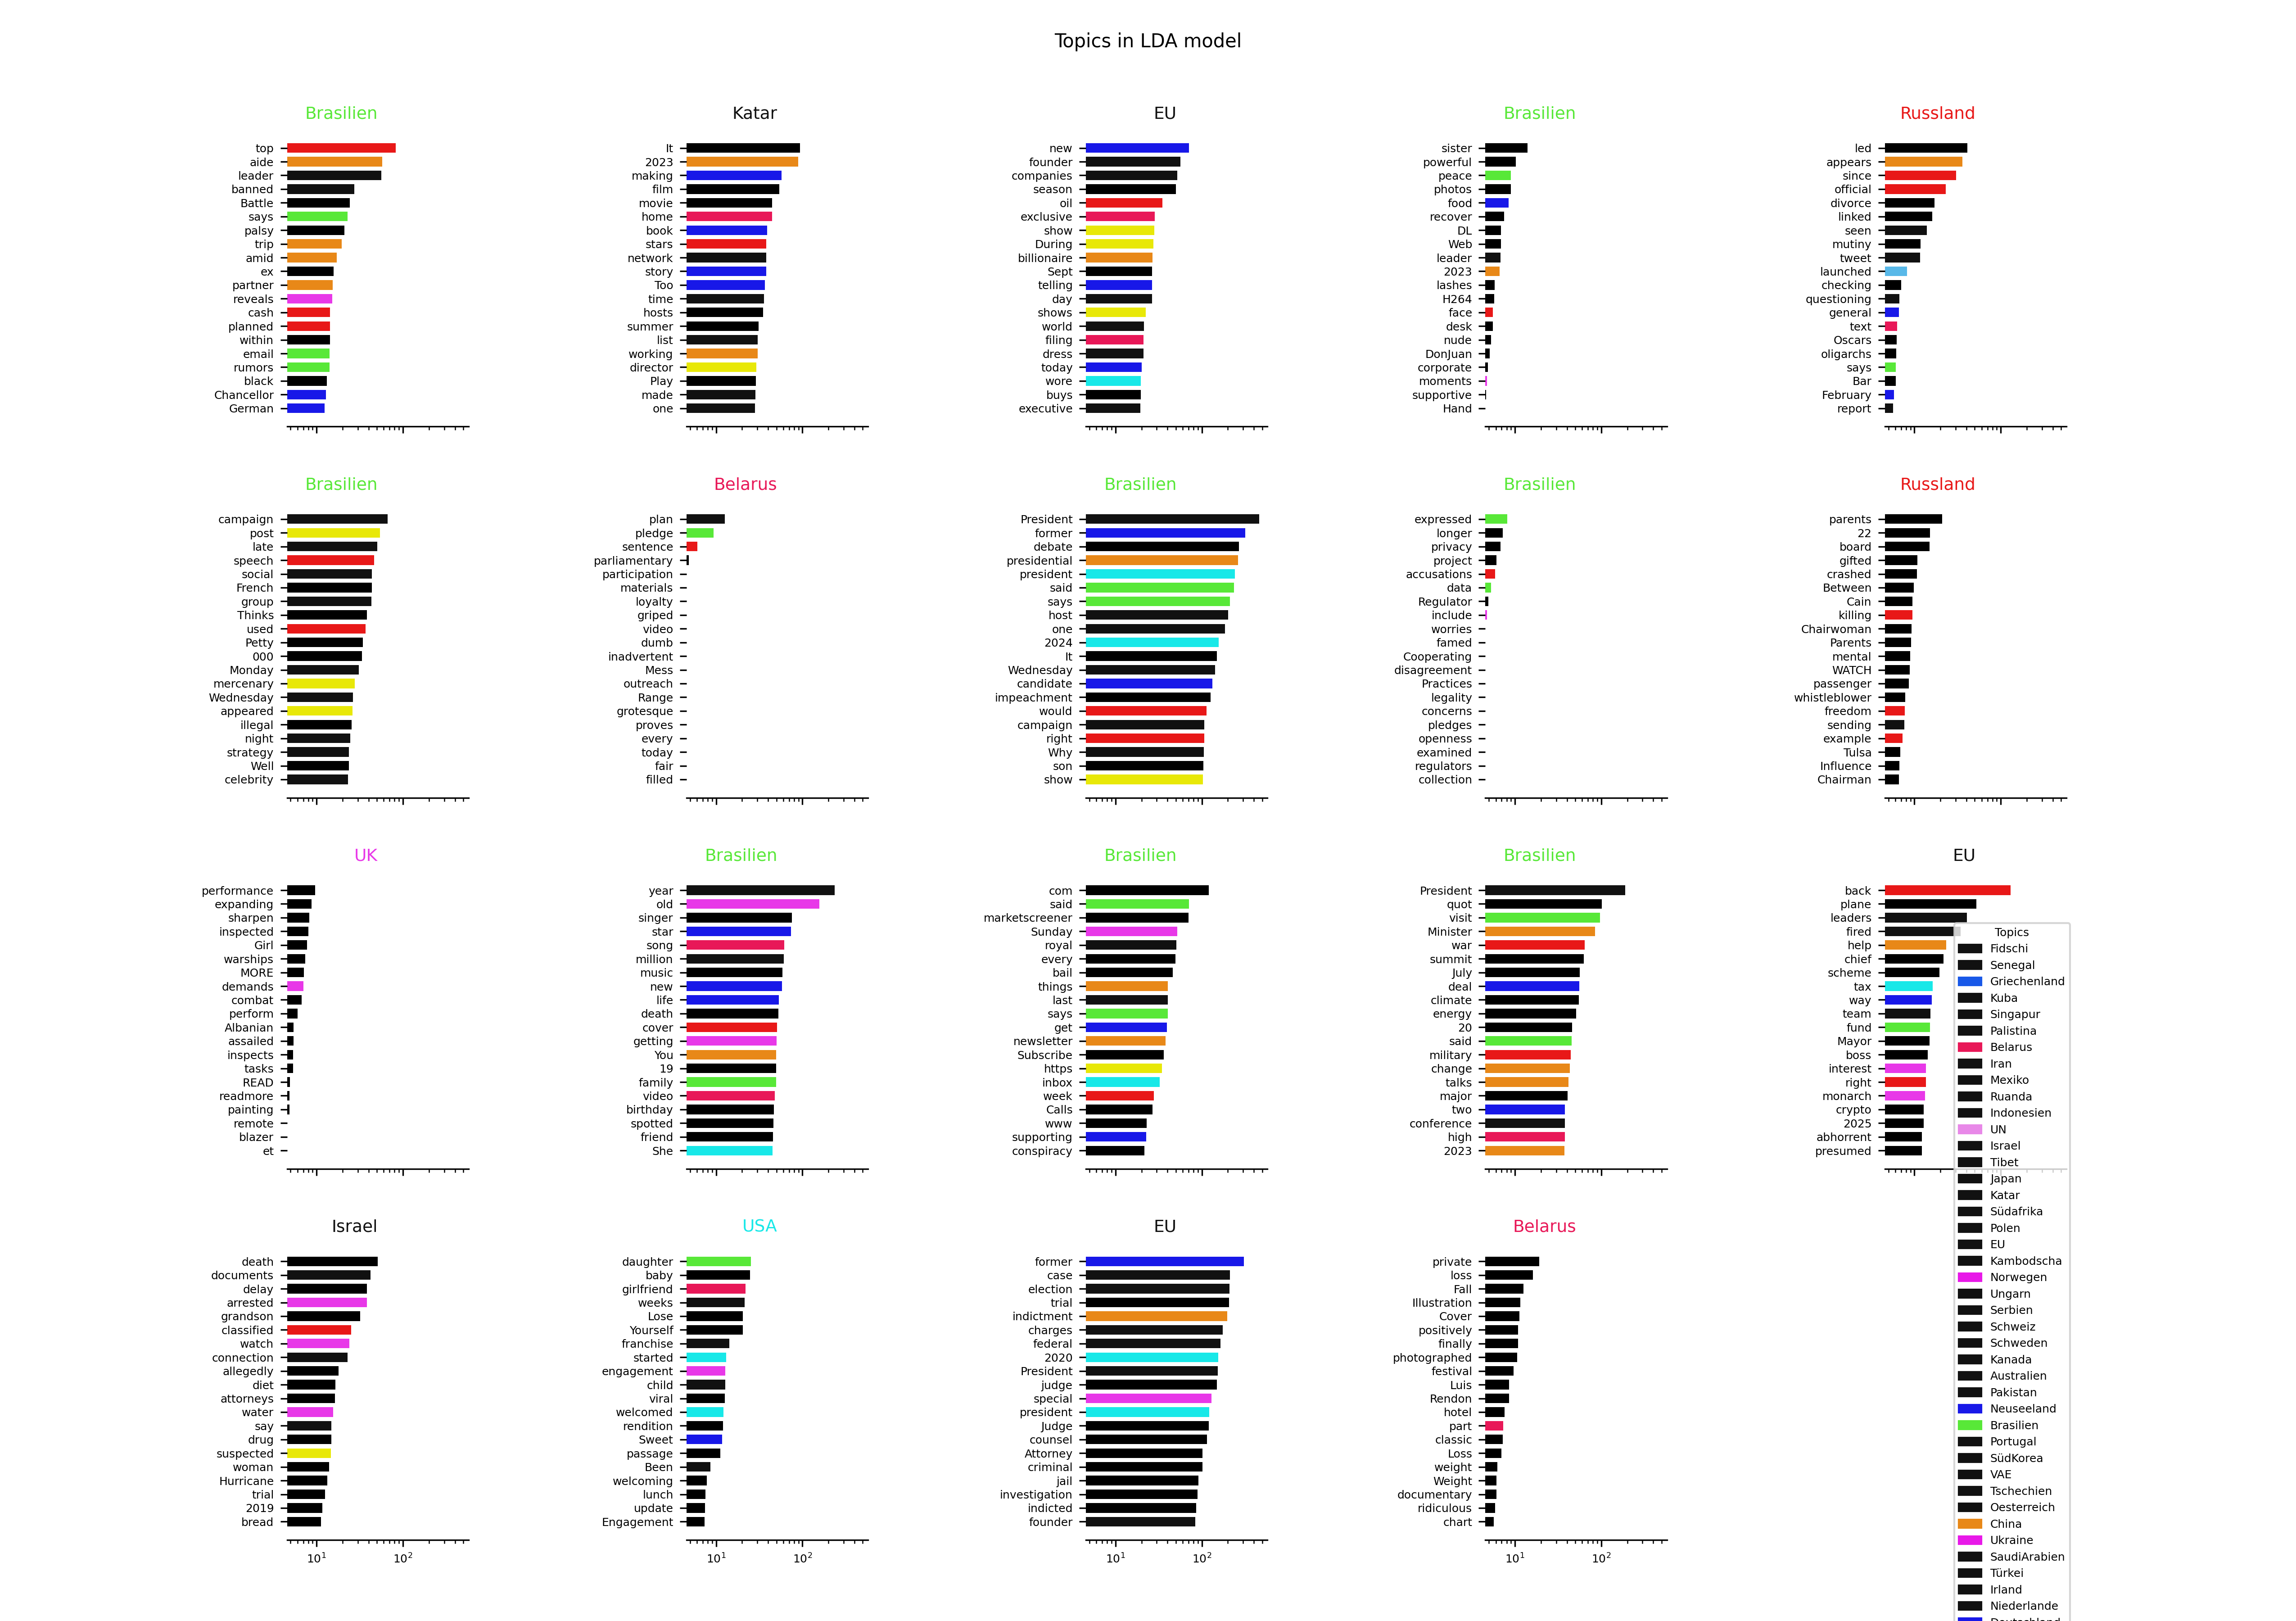 Topics in LDA model
Brasilien
top
aide
leader
banned
Battle
says
palsy
trip
amid
ex
partner
reveals
cash
planned
within
email
rumors
black
Chancellor
German
Katar
It
2023
making
film
movie
home
book
stars
network
story
Too
time
hosts
summer
list
working
director
Play
made
one
EU
new
founder
companies
season
oil
exclusive
show
During
billionaire
Sept
telling
day
shows
world
filing
dress
today
wore
buys
executive
Brasilien
sister
powerful
peace
photos
food
recover
DL
Web
leader
2023
lashes
H264
face
desk
nude
DonJuan
corporate
moments
supportive
Hand
Russland
led
appears
since
official
divorce
linked
seen
mutiny
tweet
launched
checking
questioning
general
text
Oscars
oligarchs
says
Bar
February
report
Brasilien
campaign
post
late
speech
social
French
group
Thinks
used
Petty
000
Monday
mercenary
Wednesday
appeared
illegal
night
strategy
Well
celebrity
Belarus
plan
pledge
sentence
parliamentary
participation
materials
loyalty
griped
video
dumb
inadvertent
Mess
outreach
Range
grotesque
proves
every
today
fair
filled
Brasilien
President
former
debate
presidential
president
said
says
host
one
2024
It
Wednesday
candidate
impeachment
would
campaign
right
Why
son
show
Brasilien
expressed
longer
privacy
project
accusations
data
Regulator
include
worries
famed
Cooperating
disagreement
Practices
legality
concerns
pledges
openness
examined
regulators
collection
Russland
parents
22
board
gifted
crashed
Between
Cain
killing
Chairwoman
Parents
mental
WATCH
passenger
whistleblower
freedom
sending
example
Tulsa
Influence
Chairman
UK
performance
expanding
sharpen
inspected
Girl
warships
MORE
demands
combat
perform
Albanian
assailed
inspects
tasks
READ
readmore
painting
remote
blazer
et
Brasilien
year
old
singer
star
song
million
music
new
life
death
cover
getting
You
19
family
video
birthday
spotted
friend
She
Brasilien
com
said
marketscreener
Sunday
royal
every
bail
things
last
says
get
newsletter
Subscribe
https
inbox
week
Calls
www
supporting
conspiracy
Brasilien
President
quot
visit
Minister
war
summit
July
deal
climate
energy
20
said
military
change
talks
major
two
conference
high
2023
EU
back
plane
leaders
fired
help
chief
scheme
tax
way
team
fund
Mayor
boss
interest
right
monarch
crypto
2025
abhorrent
presumed
Israel
death
documents
delay
arrested
grandson
classified
watch
connection
allegedly
diet
attorneys
water
say
drug
suspected
woman
Hurricane
trial
2019
bread
10¹ 10²
USA
daughter
baby
girlfriend
weeks
Lose
Yourself
franchise
started
engagement
child
viral
welcomed
rendition
Sweet
passage
Been
welcoming
lunch
update
Engagement
10¹ 10²
EU
former
case
election
trial
indictment
charges
federal
2020
President
judge
special
president
Judge
counsel
Attorney
criminal
jail
investigation
indicted
founder
10¹ 10²
Belarus
private
loss
Fall
Illustration
Cover
positively
finally
photographed
festival
Luis
Rendon
hotel
part
classic
Loss
weight
Weight
documentary
ridiculous
chart
10¹ 10²
Topics
Fidschi
Senegal
Griechenland
Kuba
Singapur
Palistina
Belarus
Iran
Mexiko
Ruanda
Indonesien
UN
Israel
Tibet
Japan
Katar
Südafrika
Polen
EU
Kambodscha
Norwegen
Ungarn
Serbien
Schweiz
Schweden
Kanada
Australien
Pakistan
Neuseeland
Brasilien
Portugal
SüdKorea
VAE
Tschechien
Oesterreich
China
Ukraine
SaudiArabien
Türkei
Irland
Niederlande